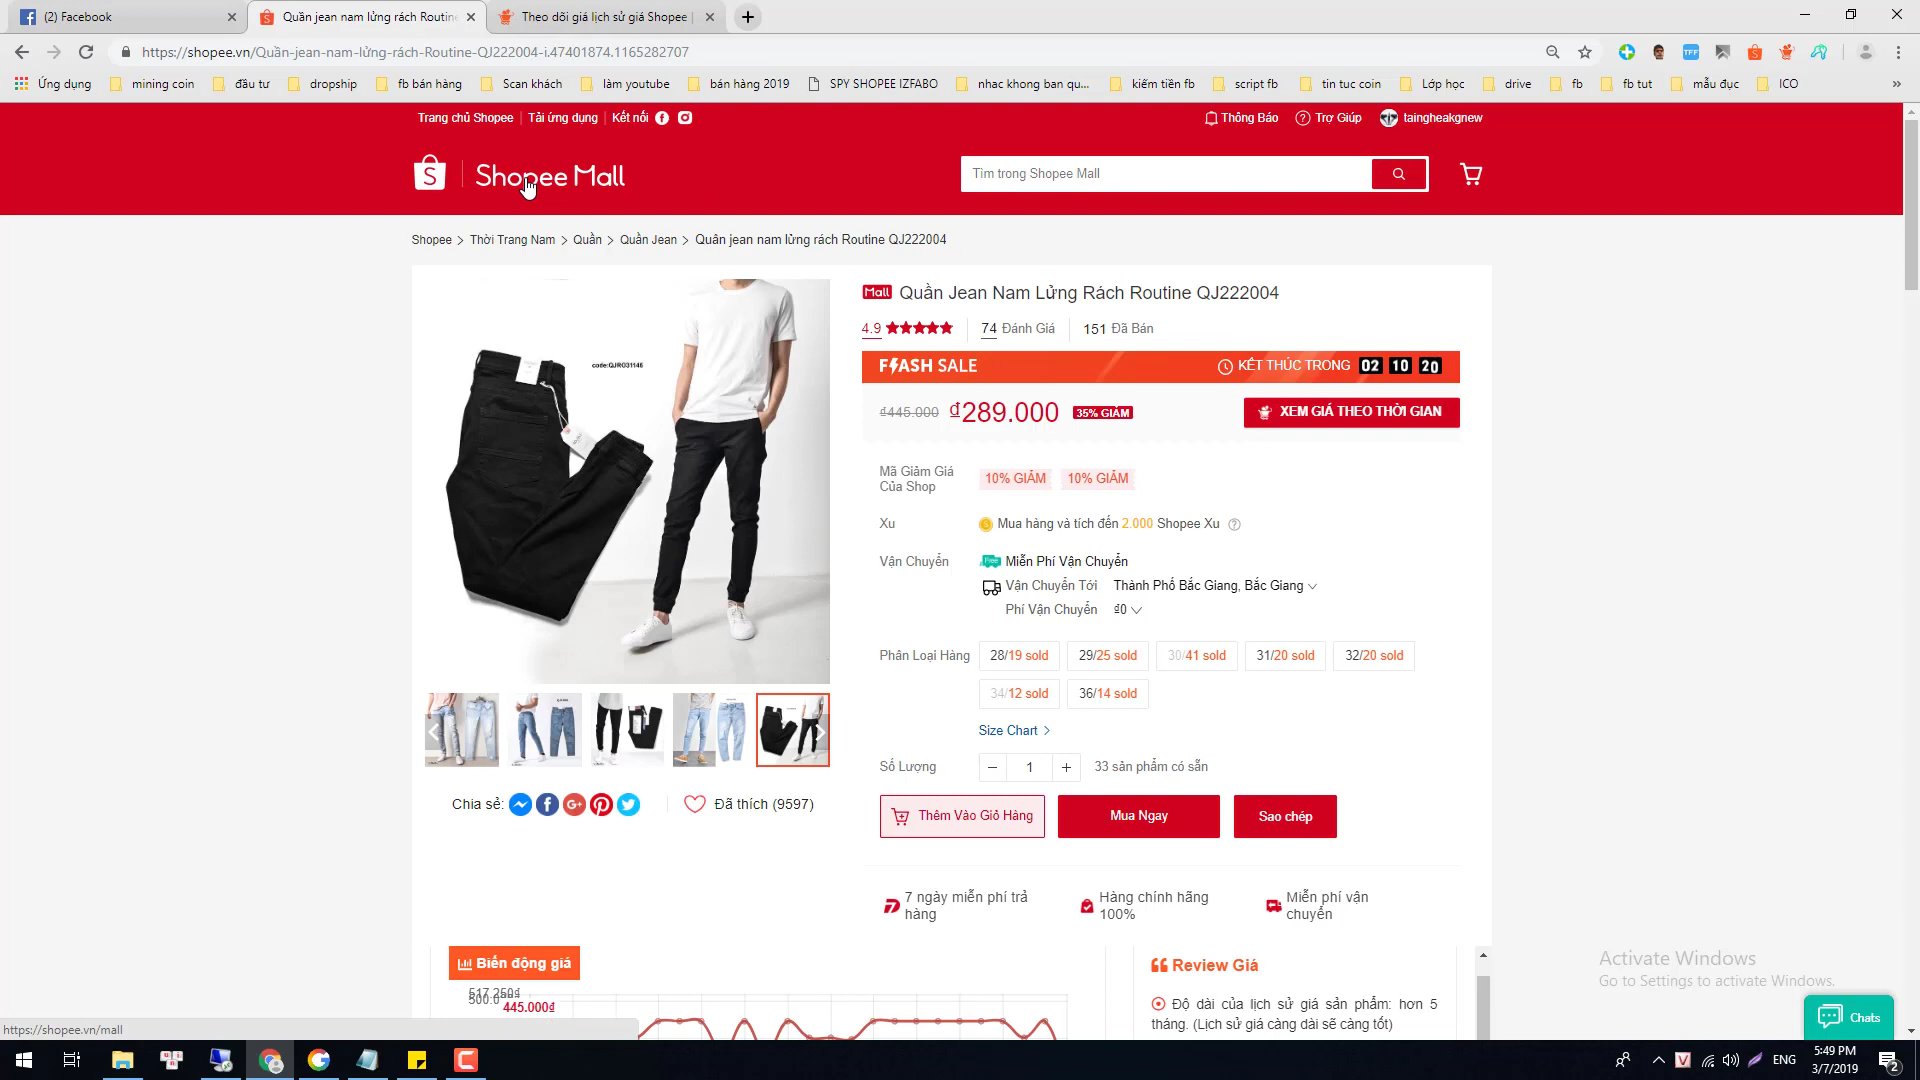 (2) Facebook
Quần jean nam lửng rách Routine
Theo dõi giá lịch sử giá Shopee |
https://shopee.vn/Quần-jean-nam-lửng-rách-Routine-QJ222004-i.47401874.1165282707
Ứng dụng mining coin đầu tư dropship fb bán hàng Scan khách làm youtube bán hàng 2019 SPY SHOPEE IZFABO nhac khong ban qu... kiếm tiền fb script fb tin tuc coin Lớp học drive fb fb tut mẫu đục ICO »
Trang chủ Shopee | Tải ứng dụng | Kết nối
Thông Báo Trợ Giúp taingheakgnew
Shopee Mall
Tìm trong Shopee Mall
Shopee > Thời Trang Nam > Quần > Quần Jean > Quần jean nam lửng rách Routine QJ222004
code:QJRO31146
Mall Quần Jean Nam Lửng Rách Routine QJ222004
4.9 74 Đánh Giá 151 Đã Bán
FLASH SALE KẾT THÚC TRONG 02 10 20
₫445.000 ₫289.000 35% GIẢM XEM GIÁ THEO THỜI GIAN
Mã Giảm Giá
Của Shop
10% GIẢM 10% GIẢM
Xu Mua hàng và tích đến 2.000 Shopee Xu ?
Vận Chuyển Miễn Phí Vận Chuyển
Vận Chuyển Tới Thành Phố Bắc Giang, Bắc Giang
Phí Vận Chuyển ₫0
Phân Loại Hàng 28/19 sold 29/25 sold 30/41 sold 31/20 sold 32/20 sold
34/12 sold 36/14 sold
Size Chart >
Số Lượng − 1 + 33 sản phẩm có sẵn
Chia sẻ: Đã thích (9597)
Thêm Vào Giỏ Hàng Mua Ngay Sao chép
7 ngày miễn phí trả
hàng
Hàng chính hãng
100%
Miễn phí vận
chuyển
Biến động giá
517.250₫
500.0
445.000₫
Review Giá
Độ dài của lịch sử giá sản phẩm: hơn 5
tháng. (Lịch sử giá càng dài sẽ càng tốt)
Activate Windows
Go to Settings to activate Windows.
Chats
https://shopee.vn/mall
ENG
5:49 PM
3/7/2019
2